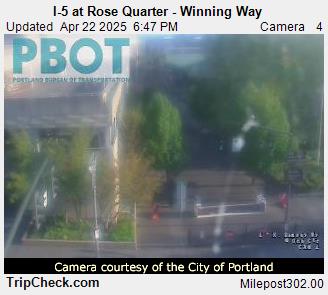 I-5 at Rose Quarter - Winning Way
Updated Apr 22 2025 6:47 PM Camera 4
PBOT
PORTLAND BUREAU OF TRANSPORTATION
Camera courtesy of the City of Portland
TripCheck.com Milepost302.00